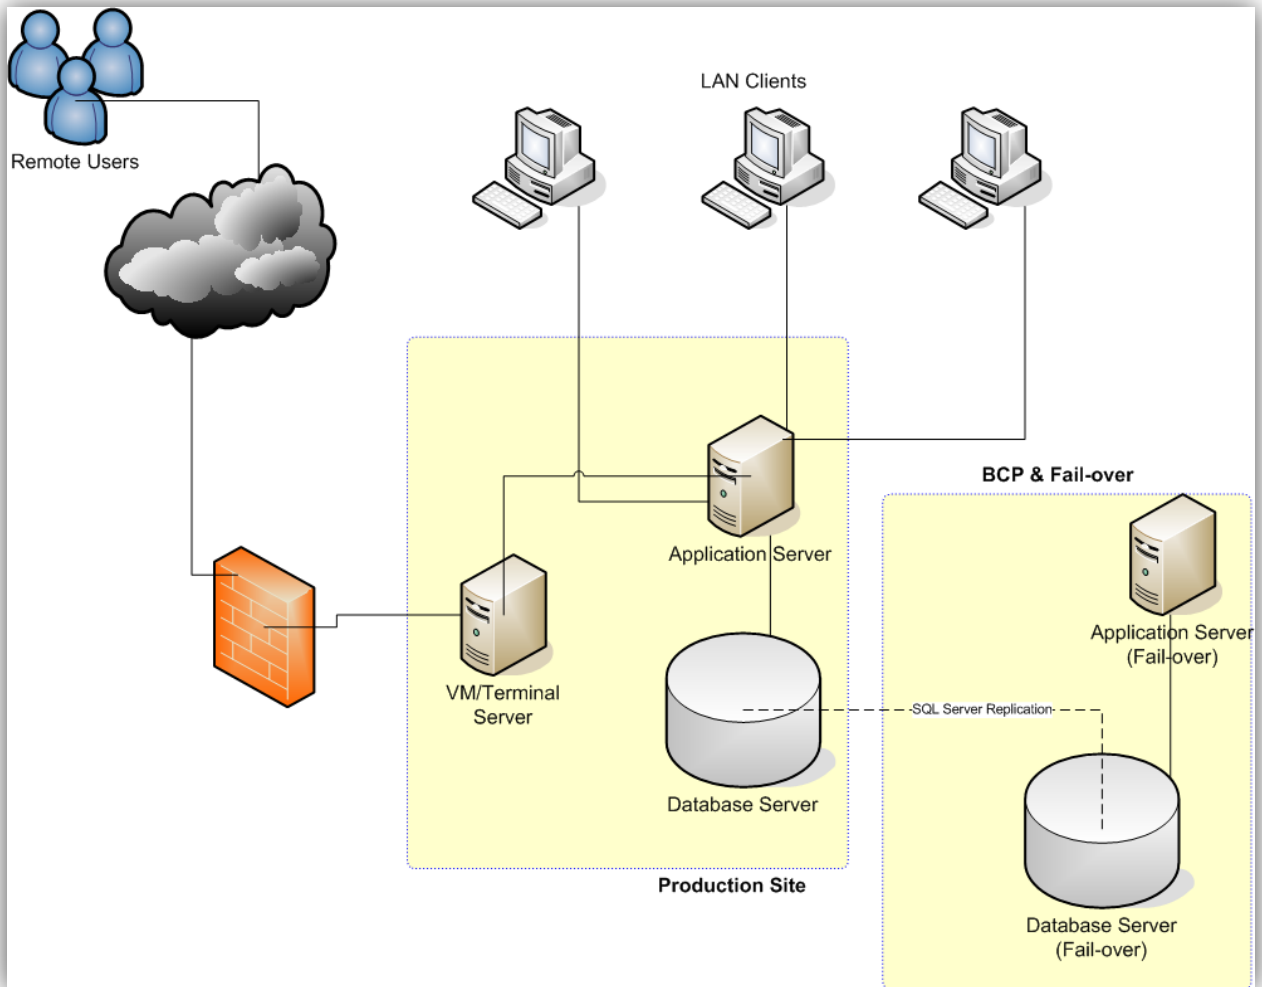 LAN Clients
Remote Users
BCP & Fail-over
Application Server
Application Server
(Fail-over)
VM/Terminal
Server
SQL Server Replication
Database Server
Production Site
Database Server
(Fail-over)